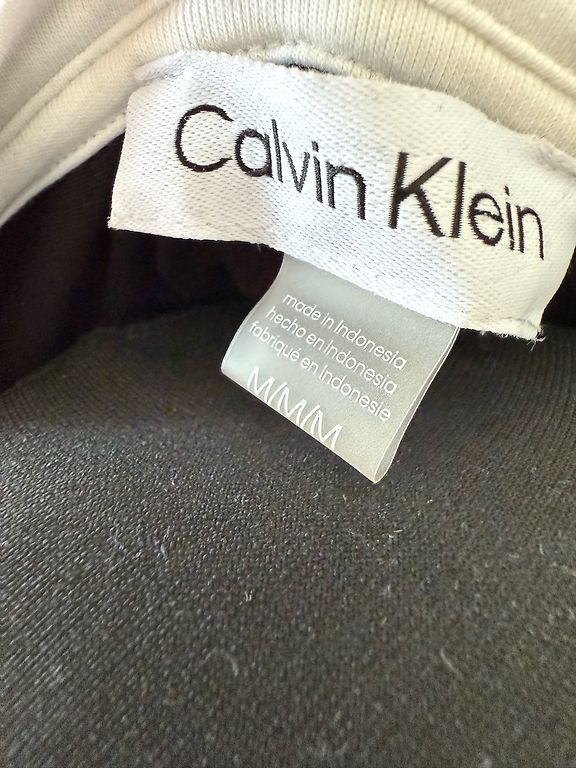 Calvin Klein
made in Indonesia
hecho en Indonesia
fabriqué en Indonesie
M/M/M